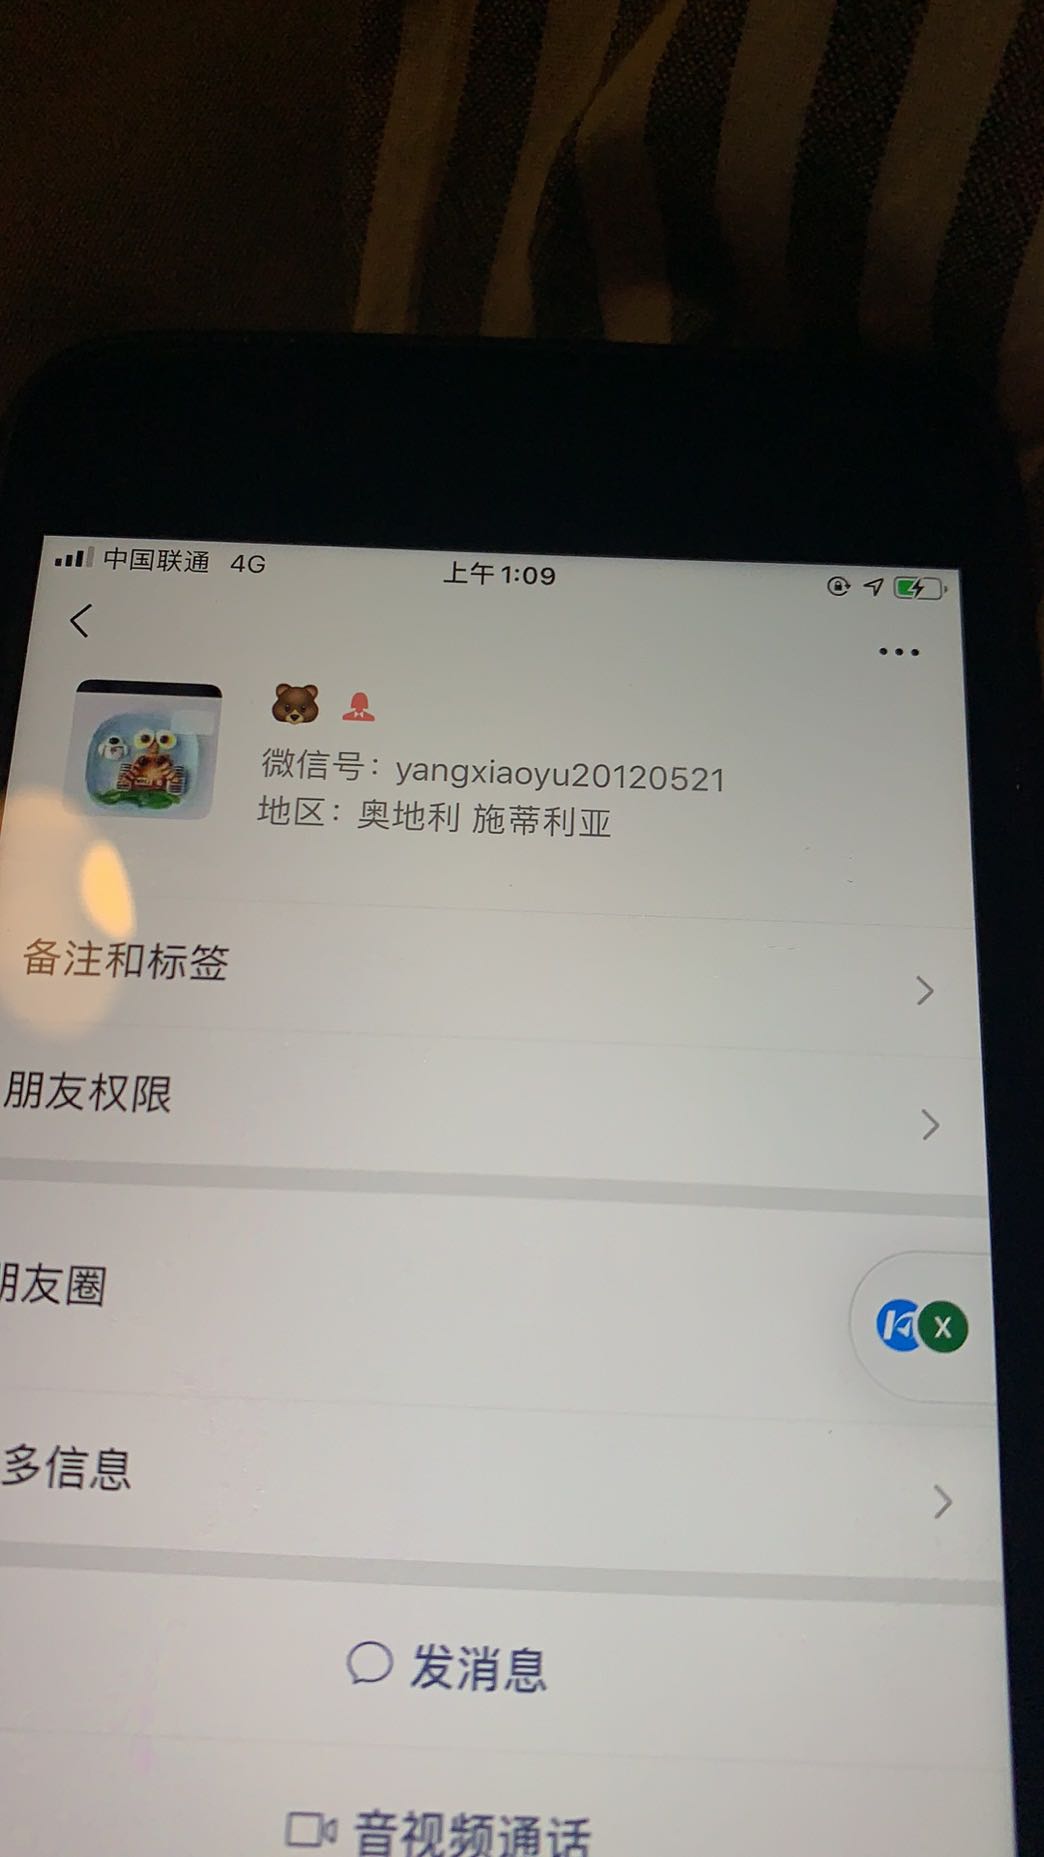 中国联通 4G
上午1:09
微信号：yangxiaoyu20120521
地区：奥地利 施蒂利亚
备注和标签
朋友权限
朋友圈
多信息
发消息
音视频通话